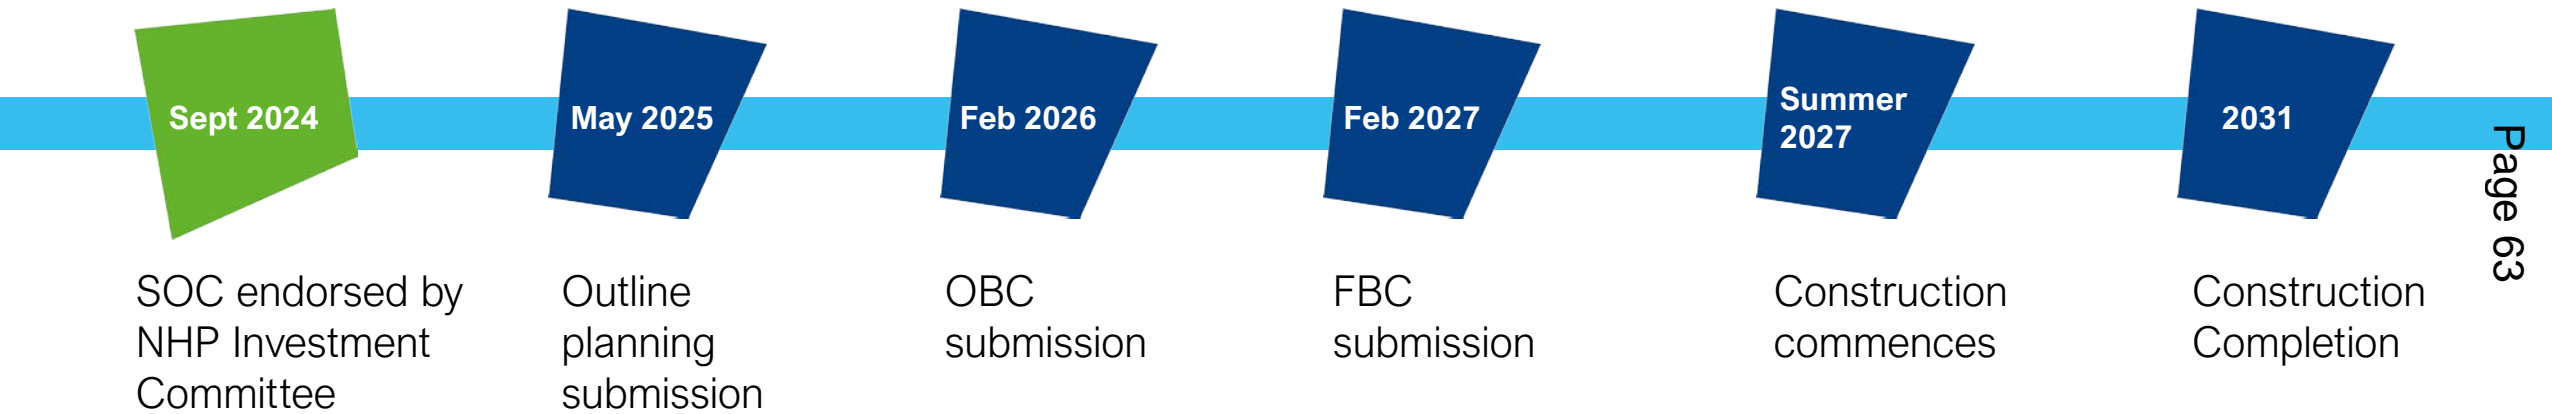 Sept 2024
May 2025
Feb 2026
Feb 2027
Summer
2027
2031
SOC endorsed by
NHP Investment
Committee
Outline
planning
submission
OBC
submission
FBC
submission
Construction
commences
Construction
Completion
Page 63